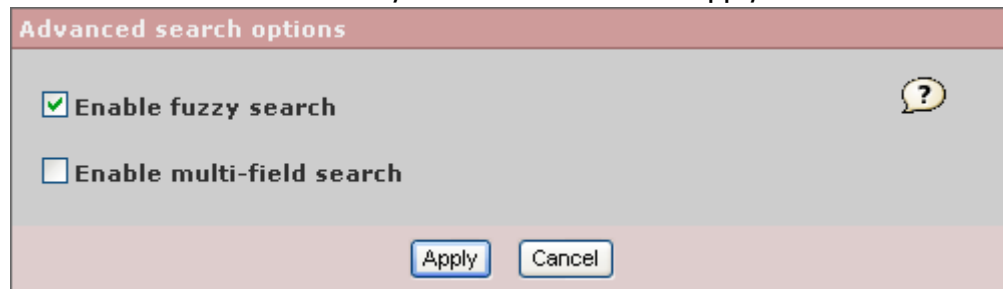 Advanced search options
?
Enable fuzzy search
Enable multi-field search
Apply Cancel